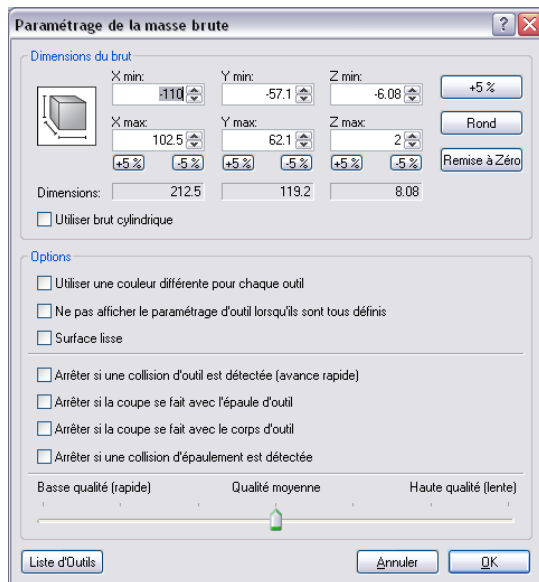 Paramétrage de la masse brute
Dimensions du brut
X min: Y min: Z min:
-110 -57.1 -6.08 +5 %
X max: Y max: Z max: Rond
102.5 62.1 2
+5 % -5 % +5 % -5 % +5 % -5 % Remise à Zéro
Dimensions: 212.5 119.2 8.08
Utiliser brut cylindrique
Options
Utiliser une couleur différente pour chaque outil
Ne pas afficher le paramétrage d'outil lorsqu'ils sont tous définis
Surface lisse
Arrêter si une collision d'outil est détectée (avance rapide)
Arrêter si la coupe se fait avec l'épaule d'outil
Arrêter si la coupe se fait avec le corps d'outil
Arrêter si une collision d'épaulement est détectée
Basse qualité (rapide) Qualité moyenne Haute qualité (lente)
Liste d'Outils Annuler OK